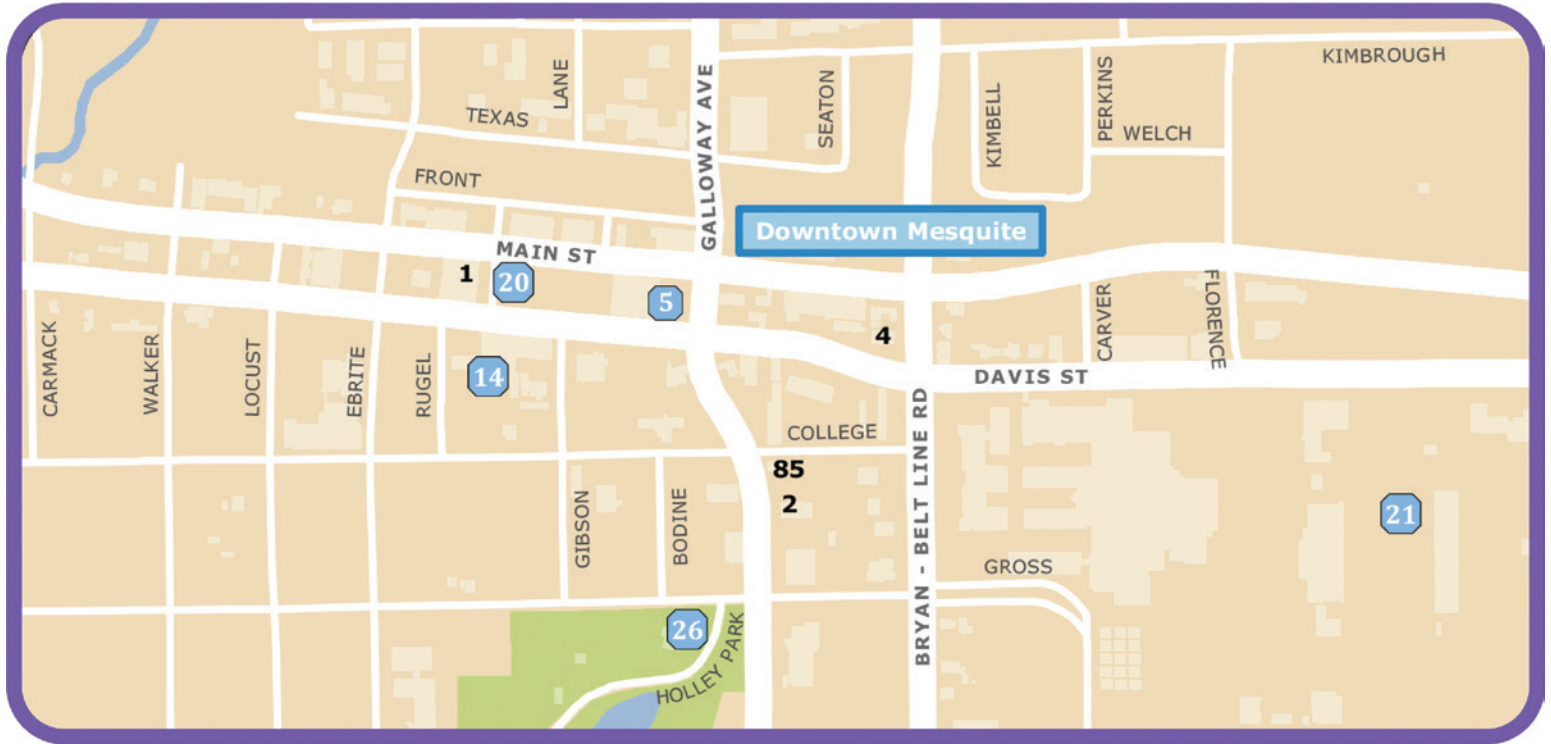 KIMBROUGH
LANE
GALLOWAY AVE
SEATON
KIMBELL
PERKINS
TEXAS
WELCH
FRONT
Downtown Mesquite
MAIN ST
1
20
5
4
CARMACK
WALKER
LOCUST
EBRITE
RUGEL
14
CARVER
FLORENCE
DAVIS ST
COLLEGE
BRYAN - BELT LINE RD
85
2
GIBSON
BODINE
21
GROSS
26
HOLLEY PARK